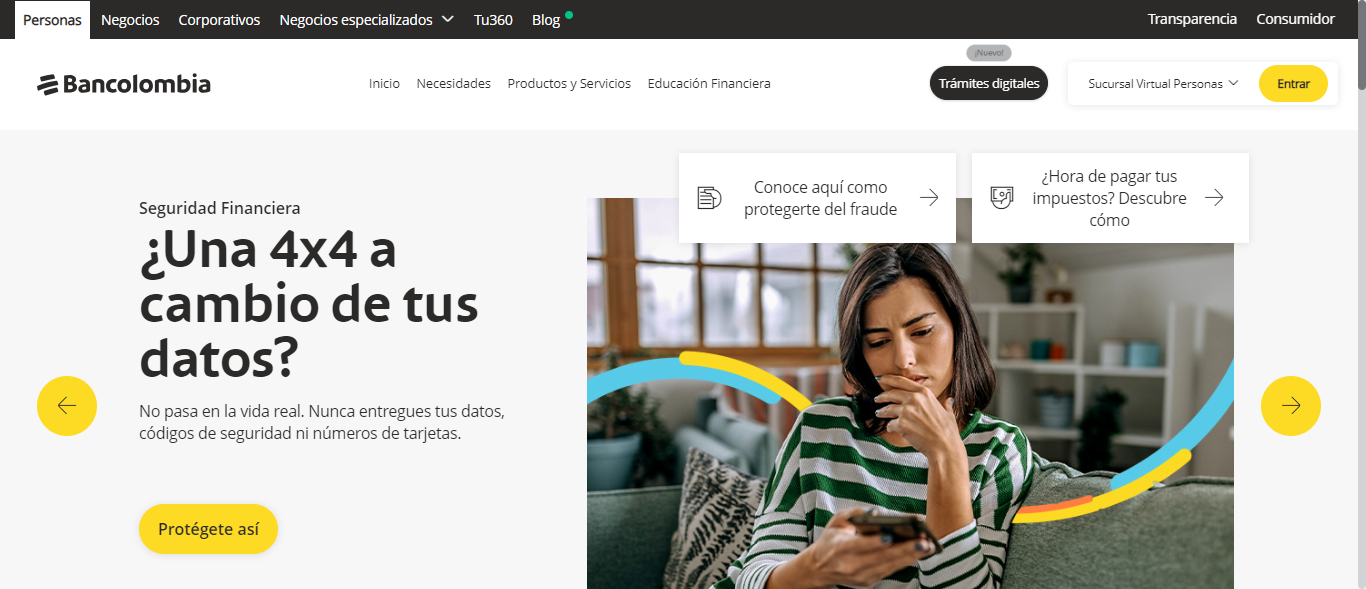 Personas Negocios Corporativos Negocios especializados Tu360 Blog Transparencia Consumidor
¡Nuevo!
Bancolombia Inicio Necesidades Productos y Servicios Educación Financiera Trámites digitales Sucursal Virtual Personas Entrar
Conoce aquí como
protegerte del fraude
¿Hora de pagar tus
impuestos? Descubre
cómo
Seguridad Financiera
¿Una 4x4 a
cambio de tus
datos?
No pasa en la vida real. Nunca entregues tus datos,
códigos de seguridad ni números de tarjetas.
Protégete así